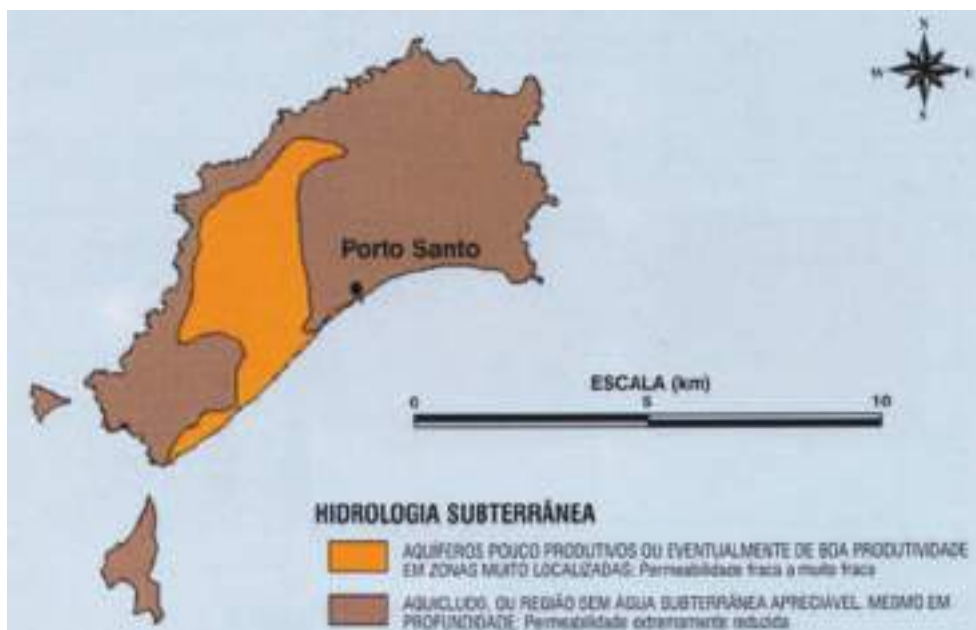 N
W E
S
Porto Santo
ESCALA (km)
0 5 10
HIDROLOGIA SUBTERRÂNEA
AQUÍFEROS POUCO PRODUTIVOS OU EVENTUALMENTE DE BOA PRODUTIVIDADE
EM ZONAS MUITO LOCALIZADAS: Permeabilidade fraca a muito fraca
AQUICLUDO, OU REGIÃO SEM ÁGUA SUBTERRÂNEA APRECIÁVEL, MESMO EM
PROFUNDIDADE: Permeabilidade extremamente reduzida